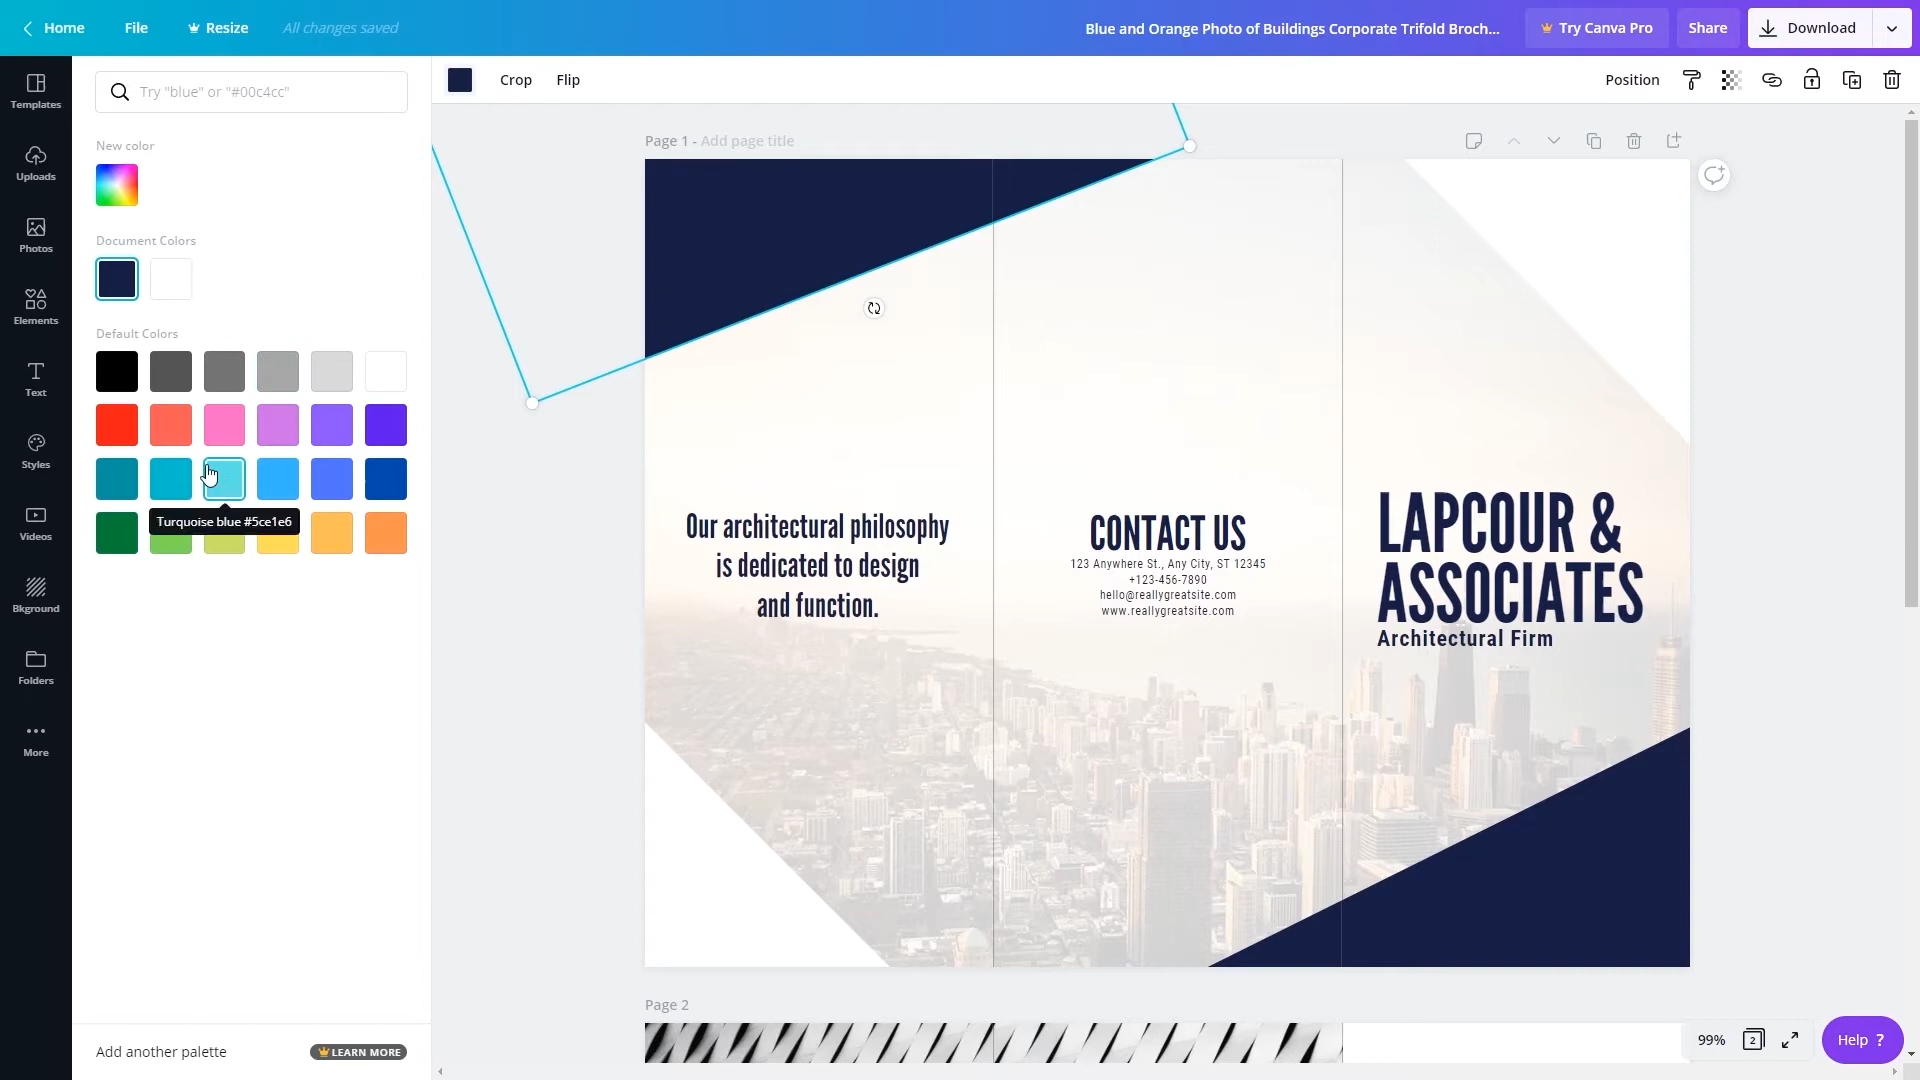 Home
File
Resize
All changes saved
Blue and Orange Photo of Buildings Corporate Trifold Broch...
Try Canva Pro
Share
Download
Templates
Uploads
Photos
Elements
Text
Styles
Videos
Bkground
Folders
More
Try "blue" or "#00c4cc"
New color
Document Colors
Default Colors
Turquoise blue #5ce1e6
Add another palette
LEARN MORE
Crop
Flip
Position
Page 1 - Add page title
Our architectural philosophy
is dedicated to design
and function.
CONTACT US
123 Anywhere St., Any City, ST 12345
+123-456-7890
hello@reallygreatsite.com
www.reallygreatsite.com
LAPCOUR &
ASSOCIATES
Architectural Firm
Page 2
99%
2
Help ?